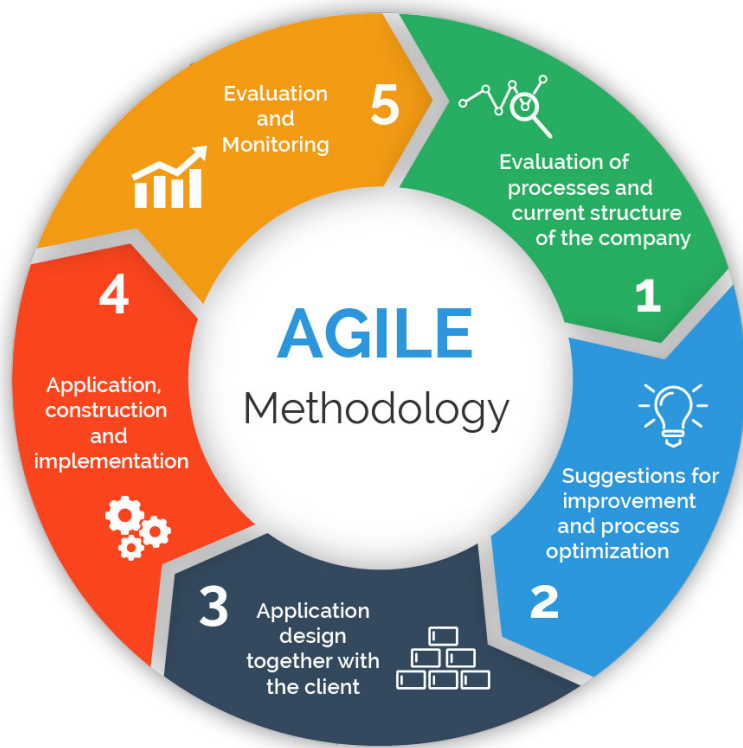 AGILE
Methodology
1
Evaluation of
processes and
current structure
of the company
2
Suggestions for
improvement
and process
optimization
3
Application
design
together with
the client
4
Application,
construction
and
implementation
5
Evaluation
and
Monitoring